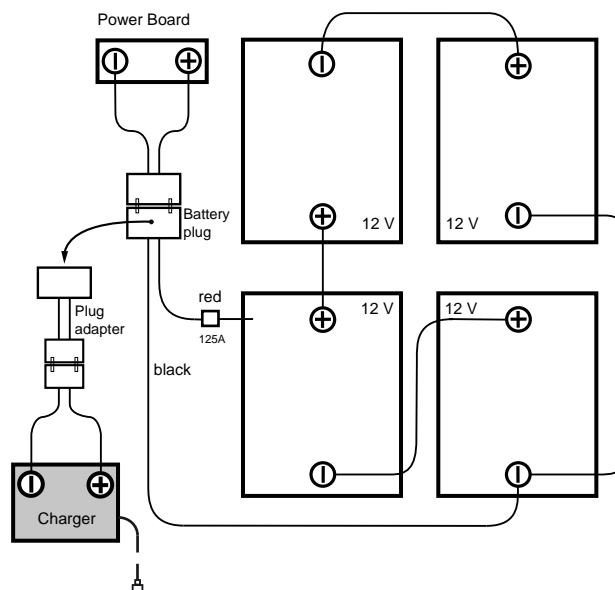 Power Board
12 V
12 V
Battery
plug
red
125A
12 V
12 V
Plug
adapter
black
Charger